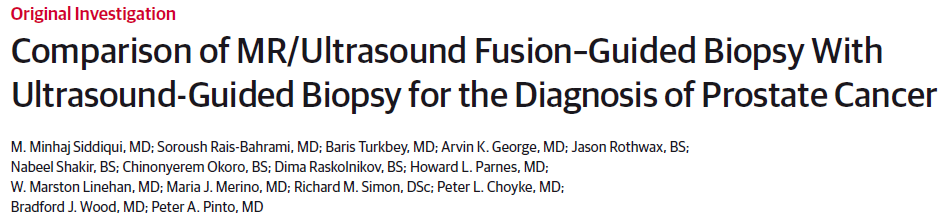 Original Investigation
Comparison of MR/Ultrasound Fusion–Guided Biopsy With
Ultrasound-Guided Biopsy for the Diagnosis of Prostate Cancer
M. Minhaj Siddiqui, MD; Soroush Rais-Bahrami, MD; Baris Turkbey, MD; Arvin K. George, MD; Jason Rothwax, BS;
Nabeel Shakir, BS; Chinonyerem Okoro, BS; Dima Raskolnikov, BS; Howard L. Parnes, MD;
W. Marston Linehan, MD; Maria J. Merino, MD; Richard M. Simon, DSc; Peter L. Choyke, MD;
Bradford J. Wood, MD; Peter A. Pinto, MD